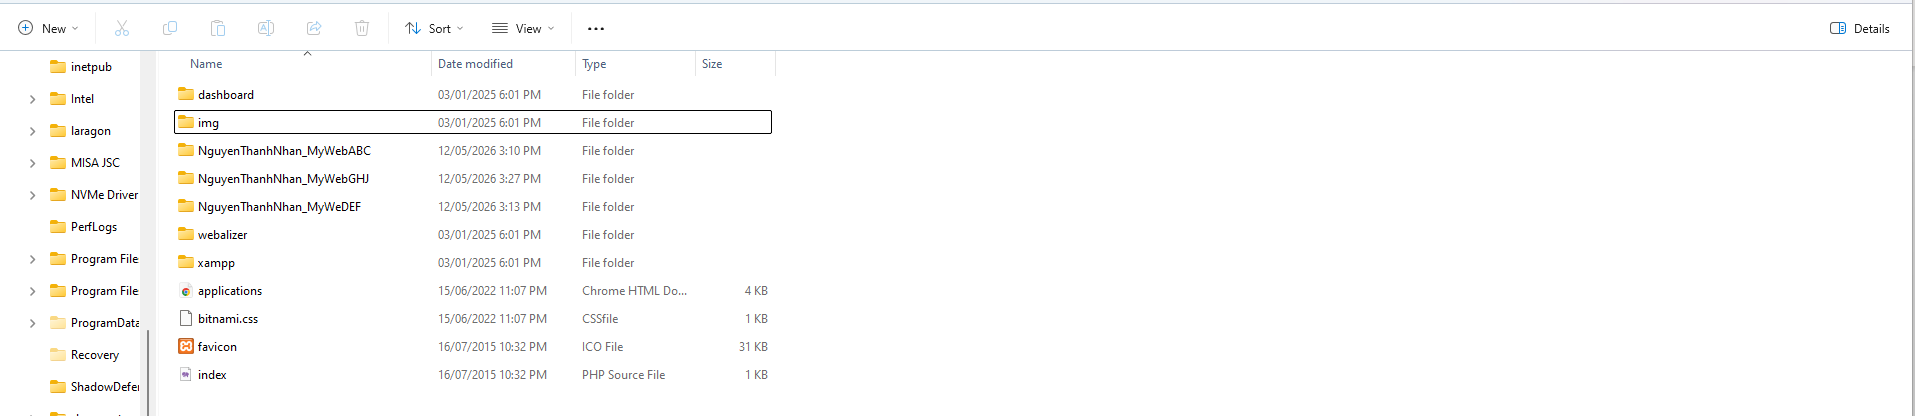 New Sort View ... Details
Name Date modified Type Size
inetpub
Intel
laragon
MISA JSC
NVMe Driver
PerfLogs
Program File
Program File
ProgramData
Recovery
ShadowDefe
dashboard 03/01/2025 6:01 PM File folder
img 03/01/2025 6:01 PM File folder
NguyenThanhNhan_MyWebABC 12/05/2026 3:10 PM File folder
NguyenThanhNhan_MyWebGHJ 12/05/2026 3:27 PM File folder
NguyenThanhNhan_MyWeDEF 12/05/2026 3:13 PM File folder
webalizer 03/01/2025 6:01 PM File folder
xampp 03/01/2025 6:01 PM File folder
applications 15/06/2022 11:07 PM Chrome HTML Do... 4 KB
bitnami.css 15/06/2022 11:07 PM CSSfile 1 KB
favicon 16/07/2015 10:32 PM ICO File 31 KB
index 16/07/2015 10:32 PM PHP Source File 1 KB